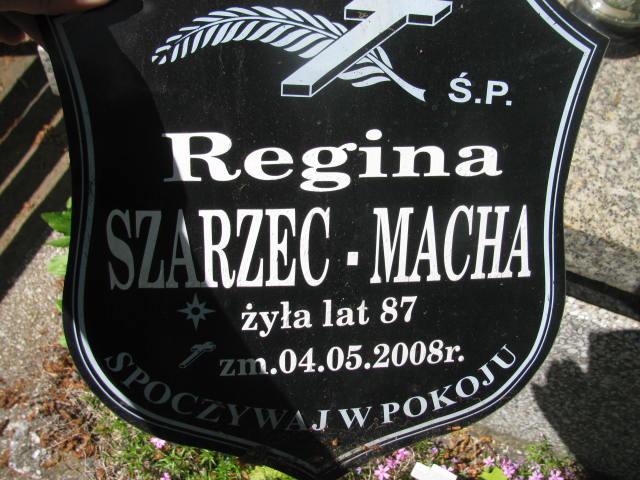 Ś.P.
Regina
SZARZEC - MACHA
żyła lat 87
zm.04.05.2008r.
SPOCZYWAJ W POKOJU